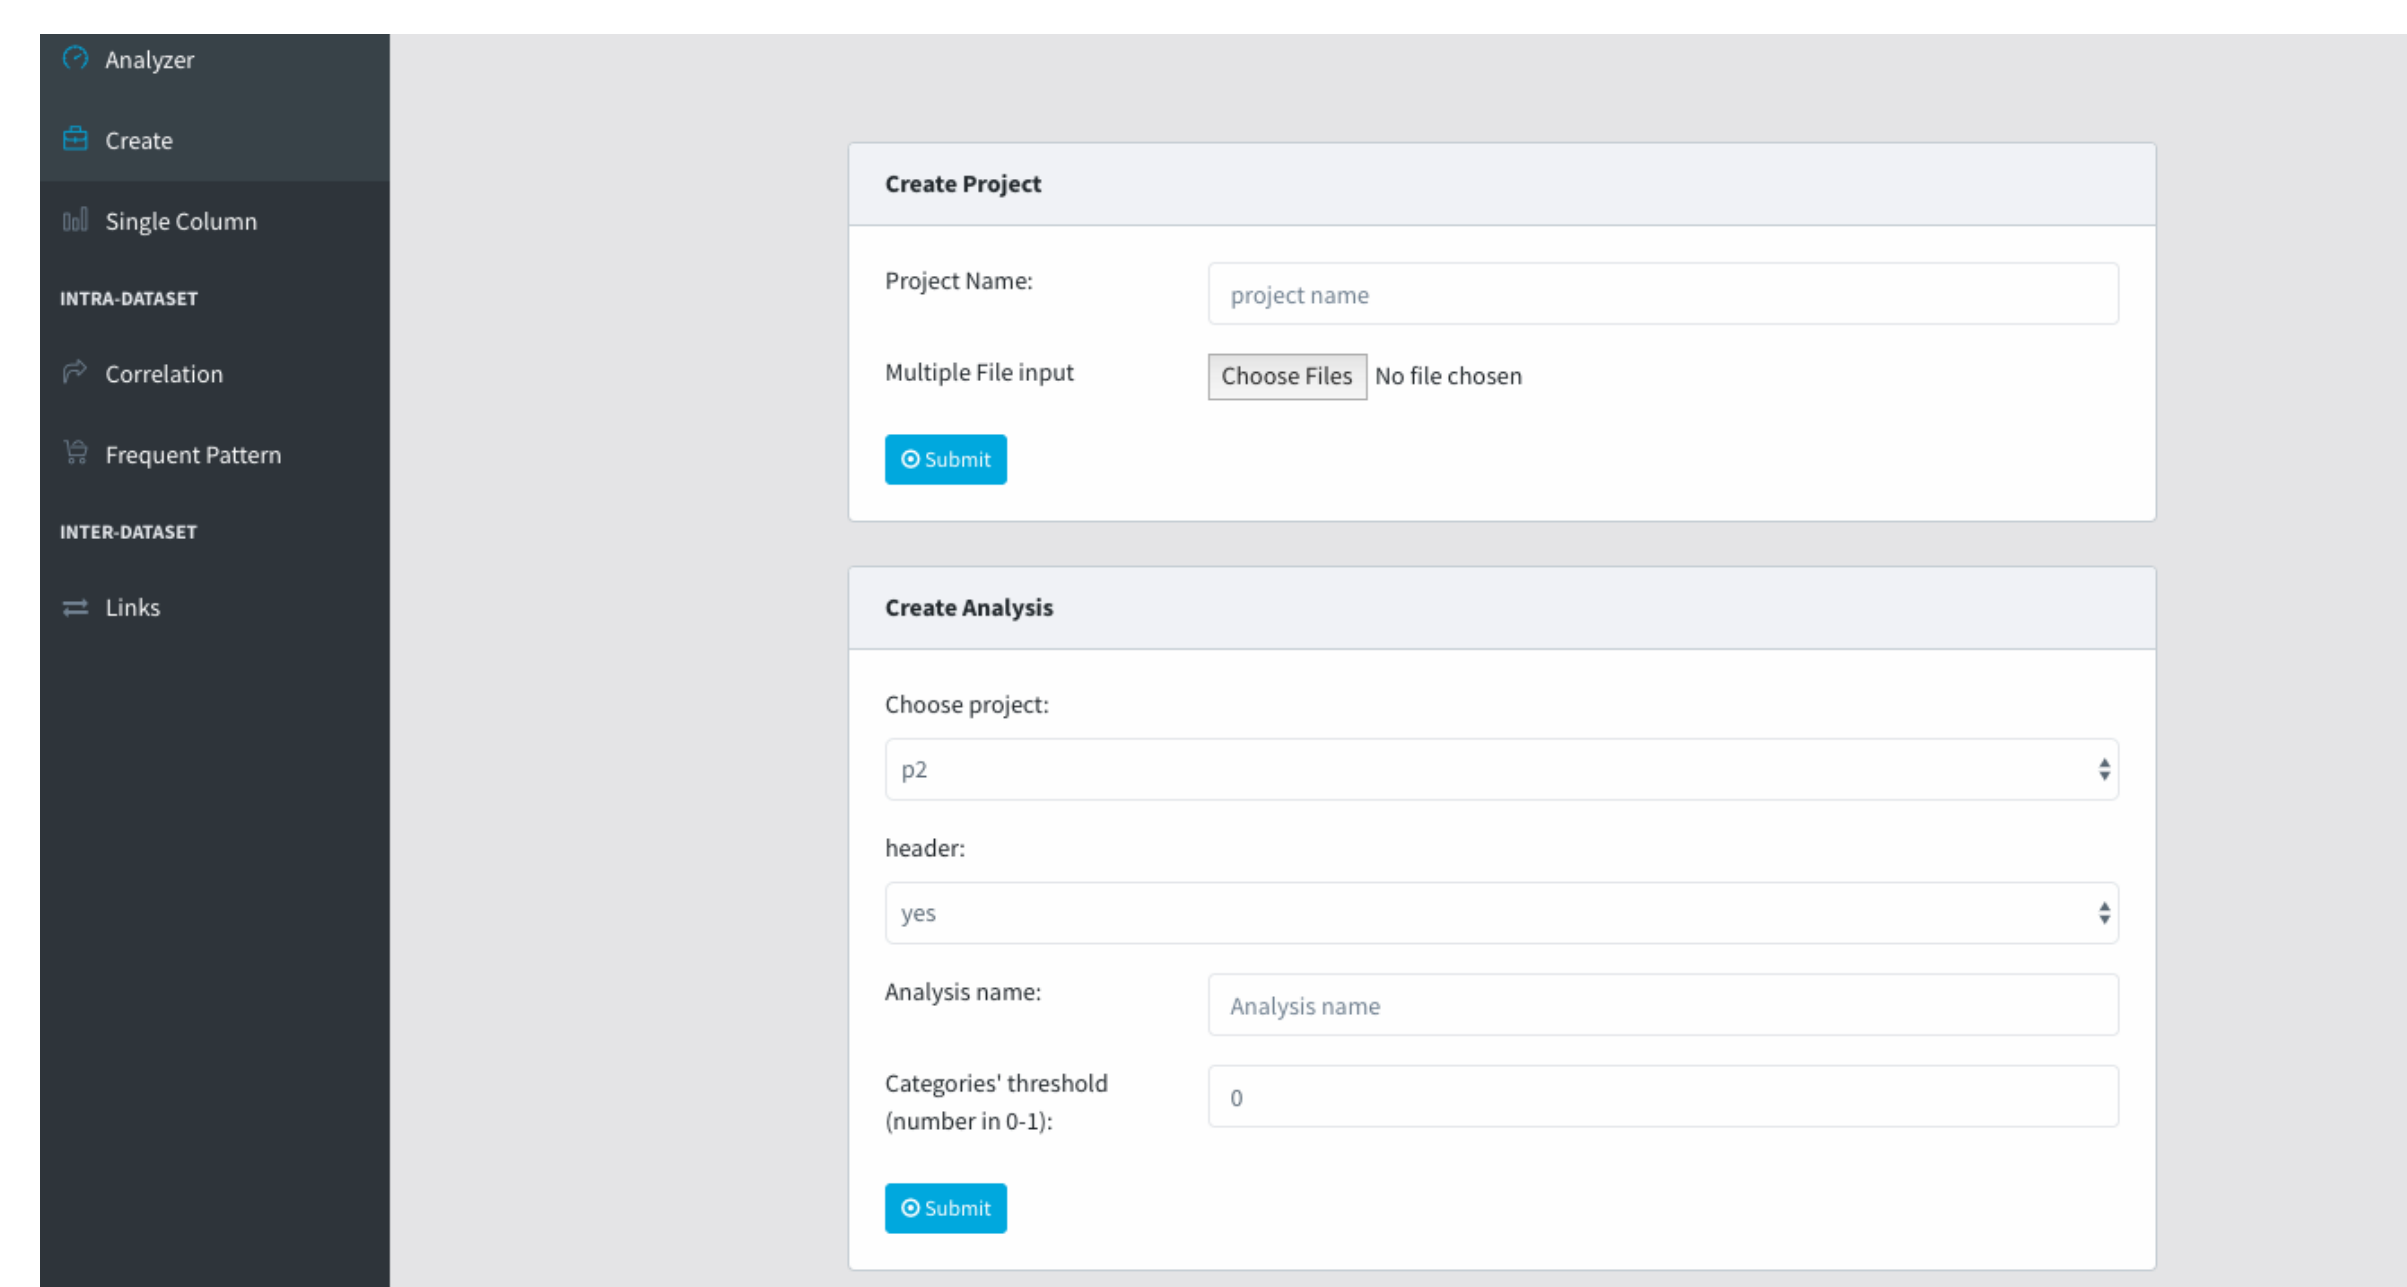 Analyzer
Create
Single Column
INTRA-DATASET
Correlation
Frequent Pattern
INTER-DATASET
Links
Create Project
Project Name:
project name
Multiple File input
Choose Files No file chosen
Submit
Create Analysis
Choose project:
p2
header:
yes
Analysis name:
Analysis name
Categories' threshold
(number in 0-1):
0
Submit